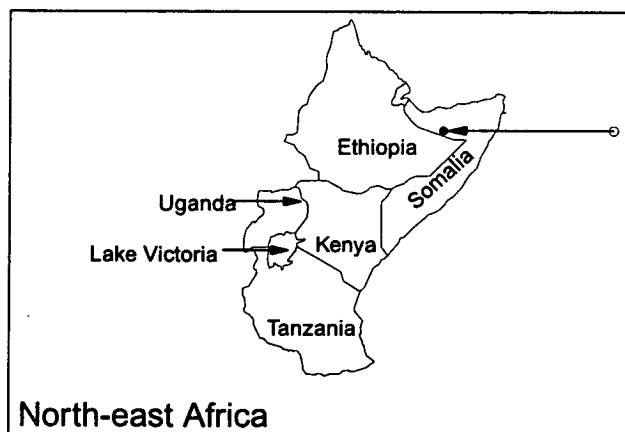 Ethiopia
Somalia
Uganda
Kenya
Lake Victoria
Tanzania
North-east Africa